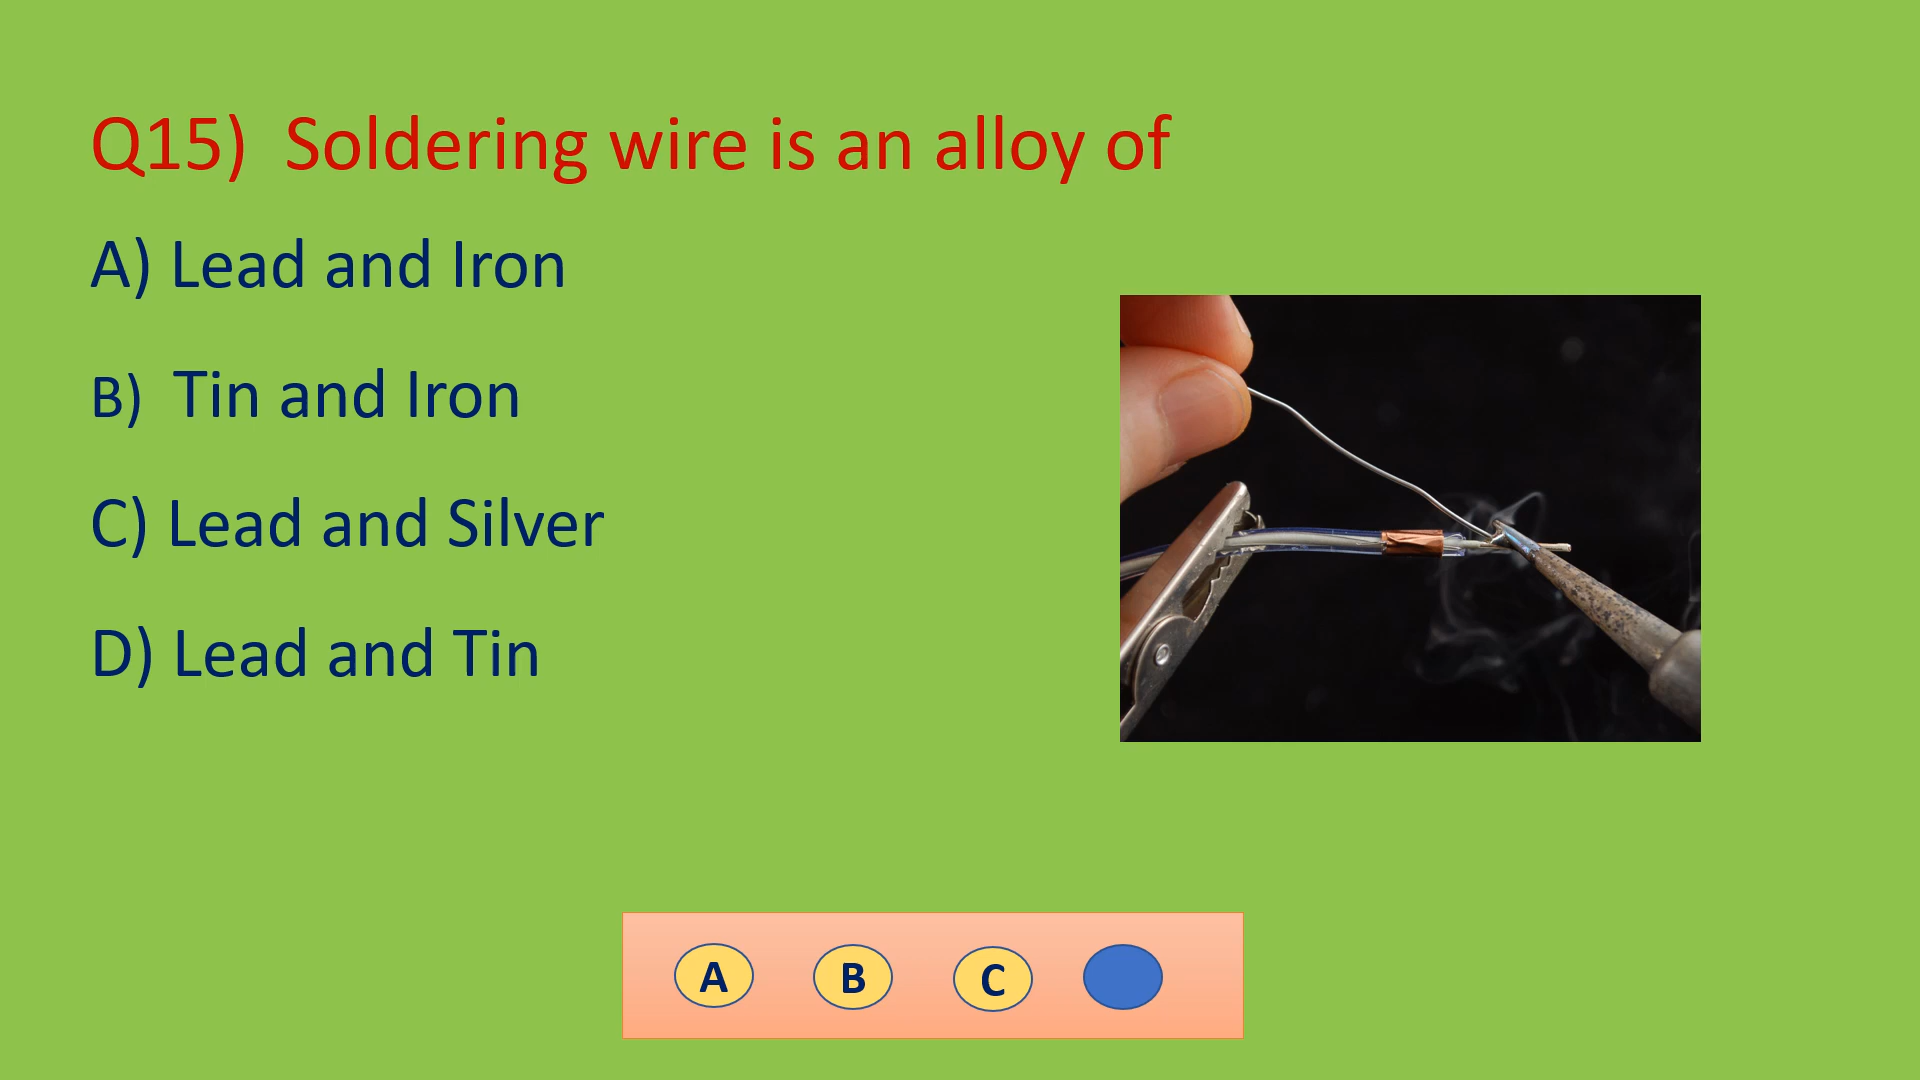 Q15) Soldering wire is an alloy of
A) Lead and Iron
B) Tin and Iron
C) Lead and Silver
D) Lead and Tin
A B C